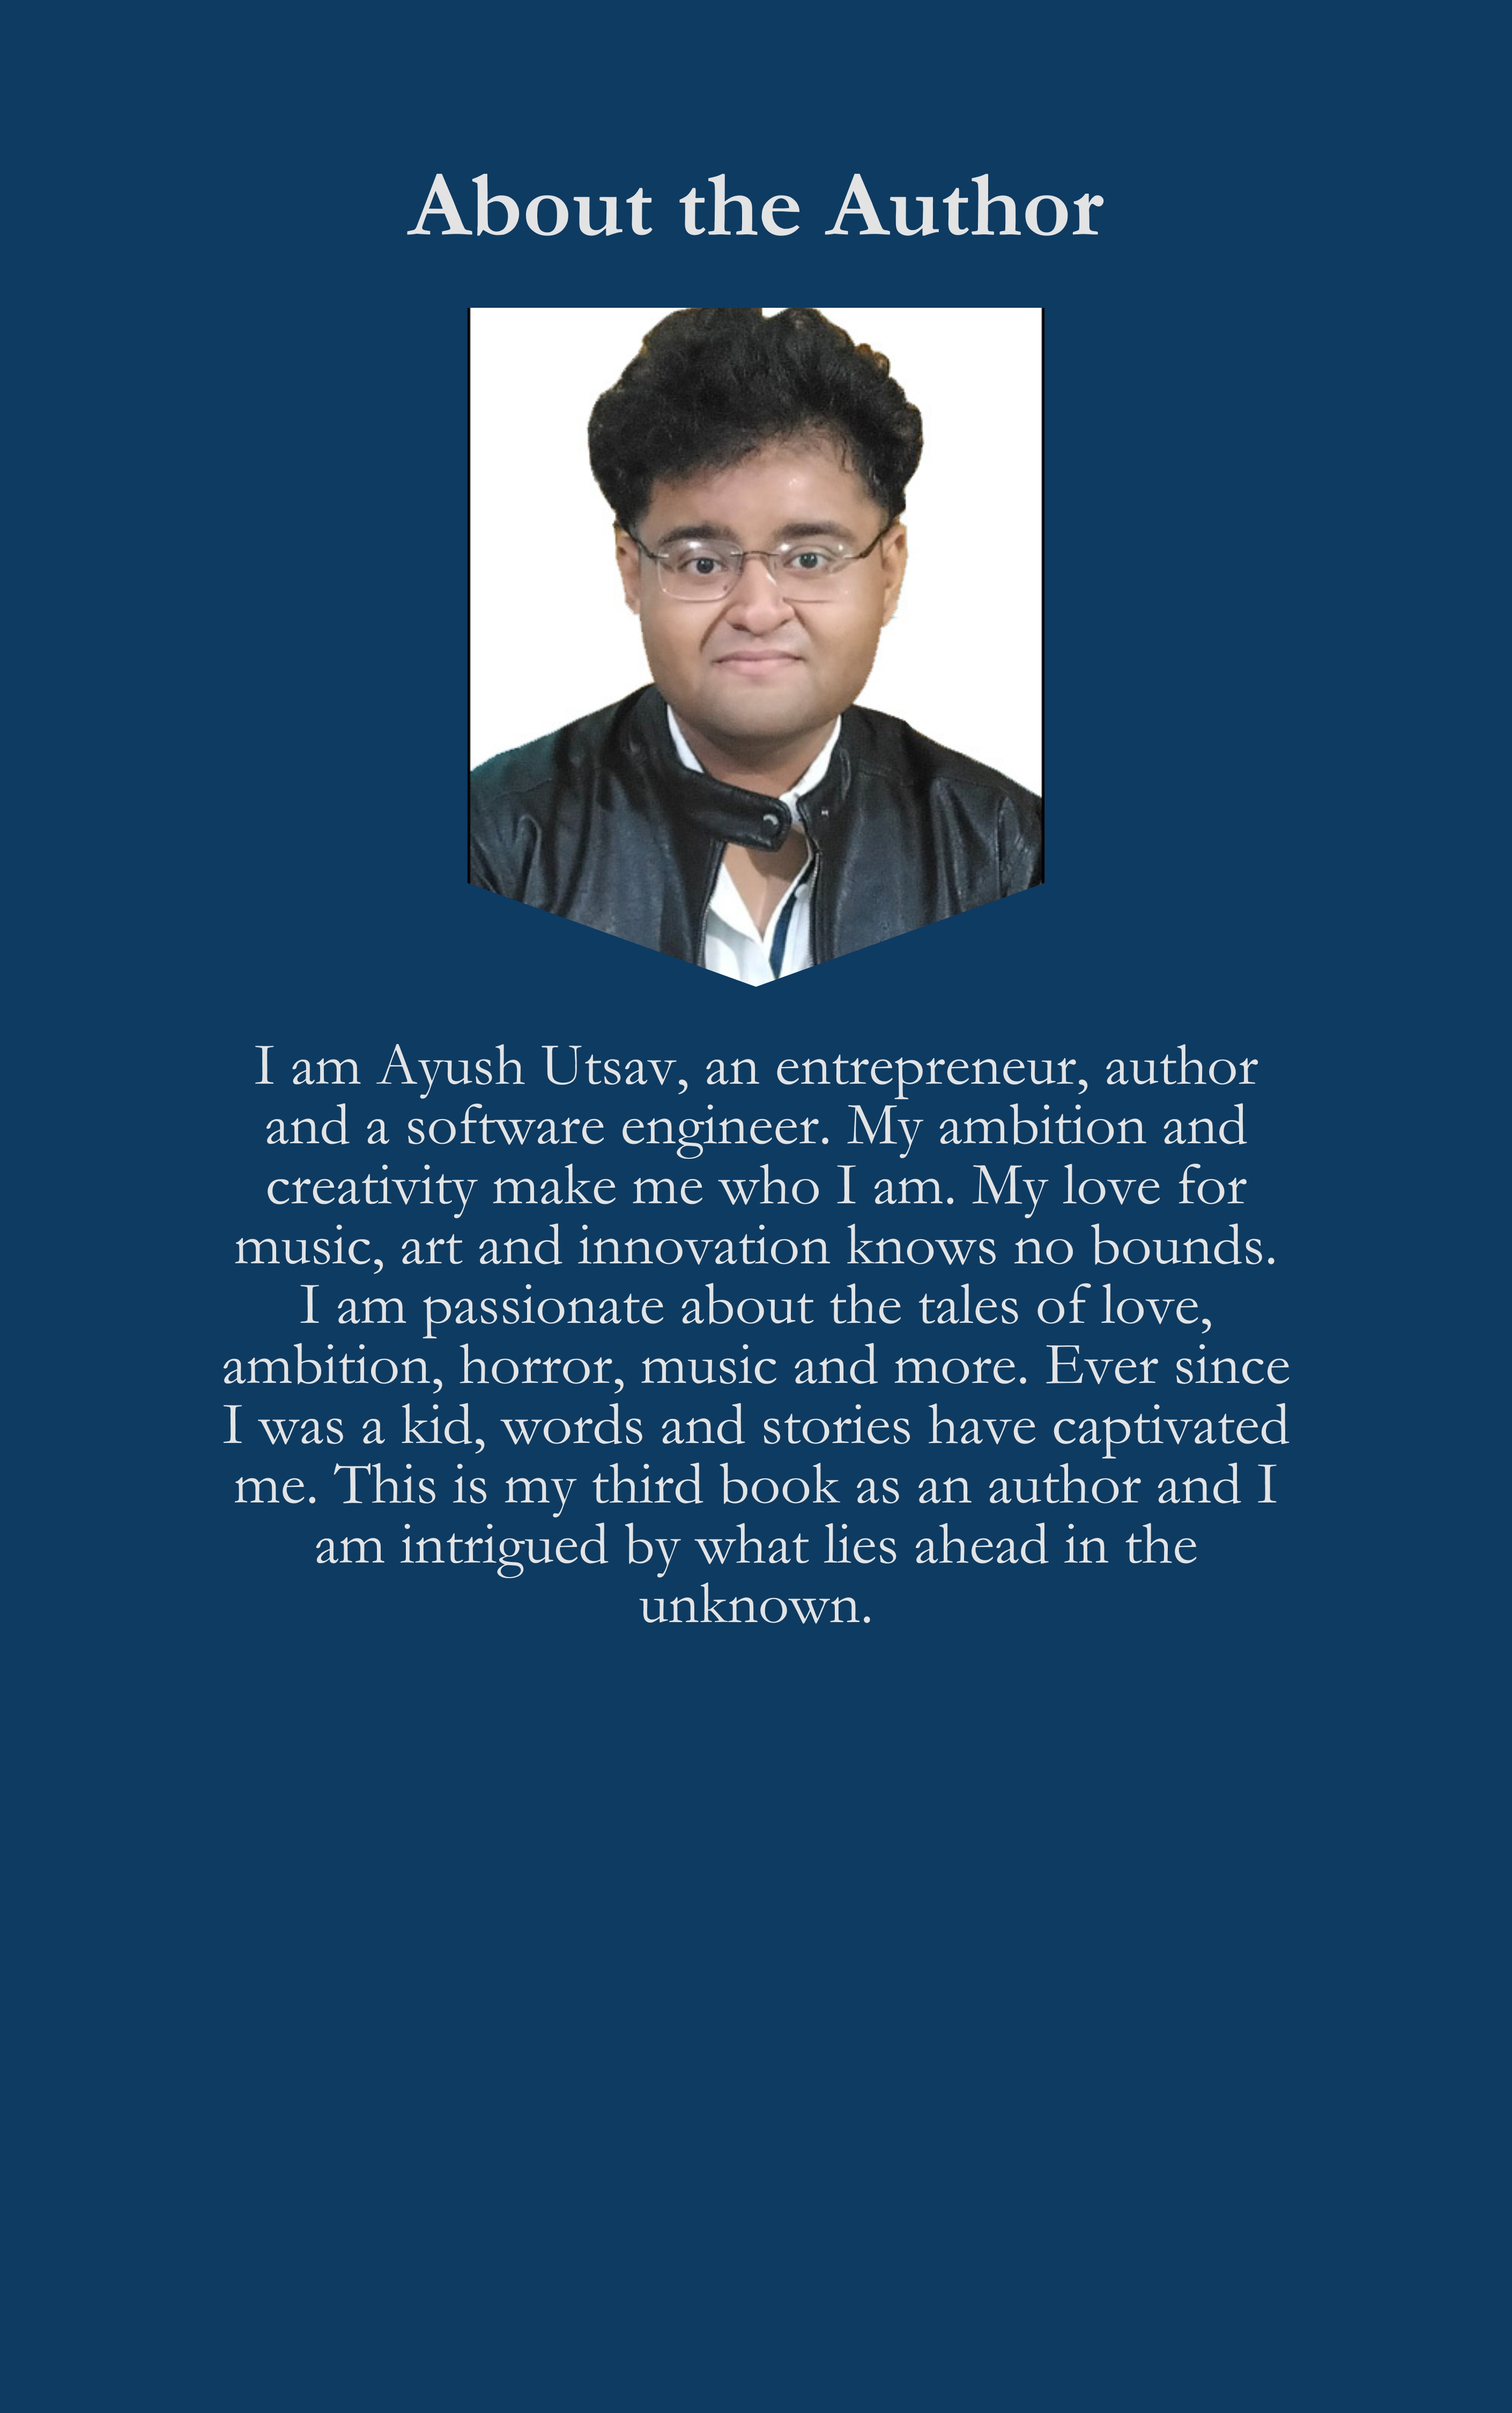 About the Author
I am Ayush Utsav, an entrepreneur, author
and a software engineer. My ambition and
creativity make me who I am. My love for
music, art and innovation knows no bounds.
I am passionate about the tales of love,
ambition, horror, music and more. Ever since
I was a kid, words and stories have captivated
me. This is my third book as an author and I
am intrigued by what lies ahead in the
unknown.